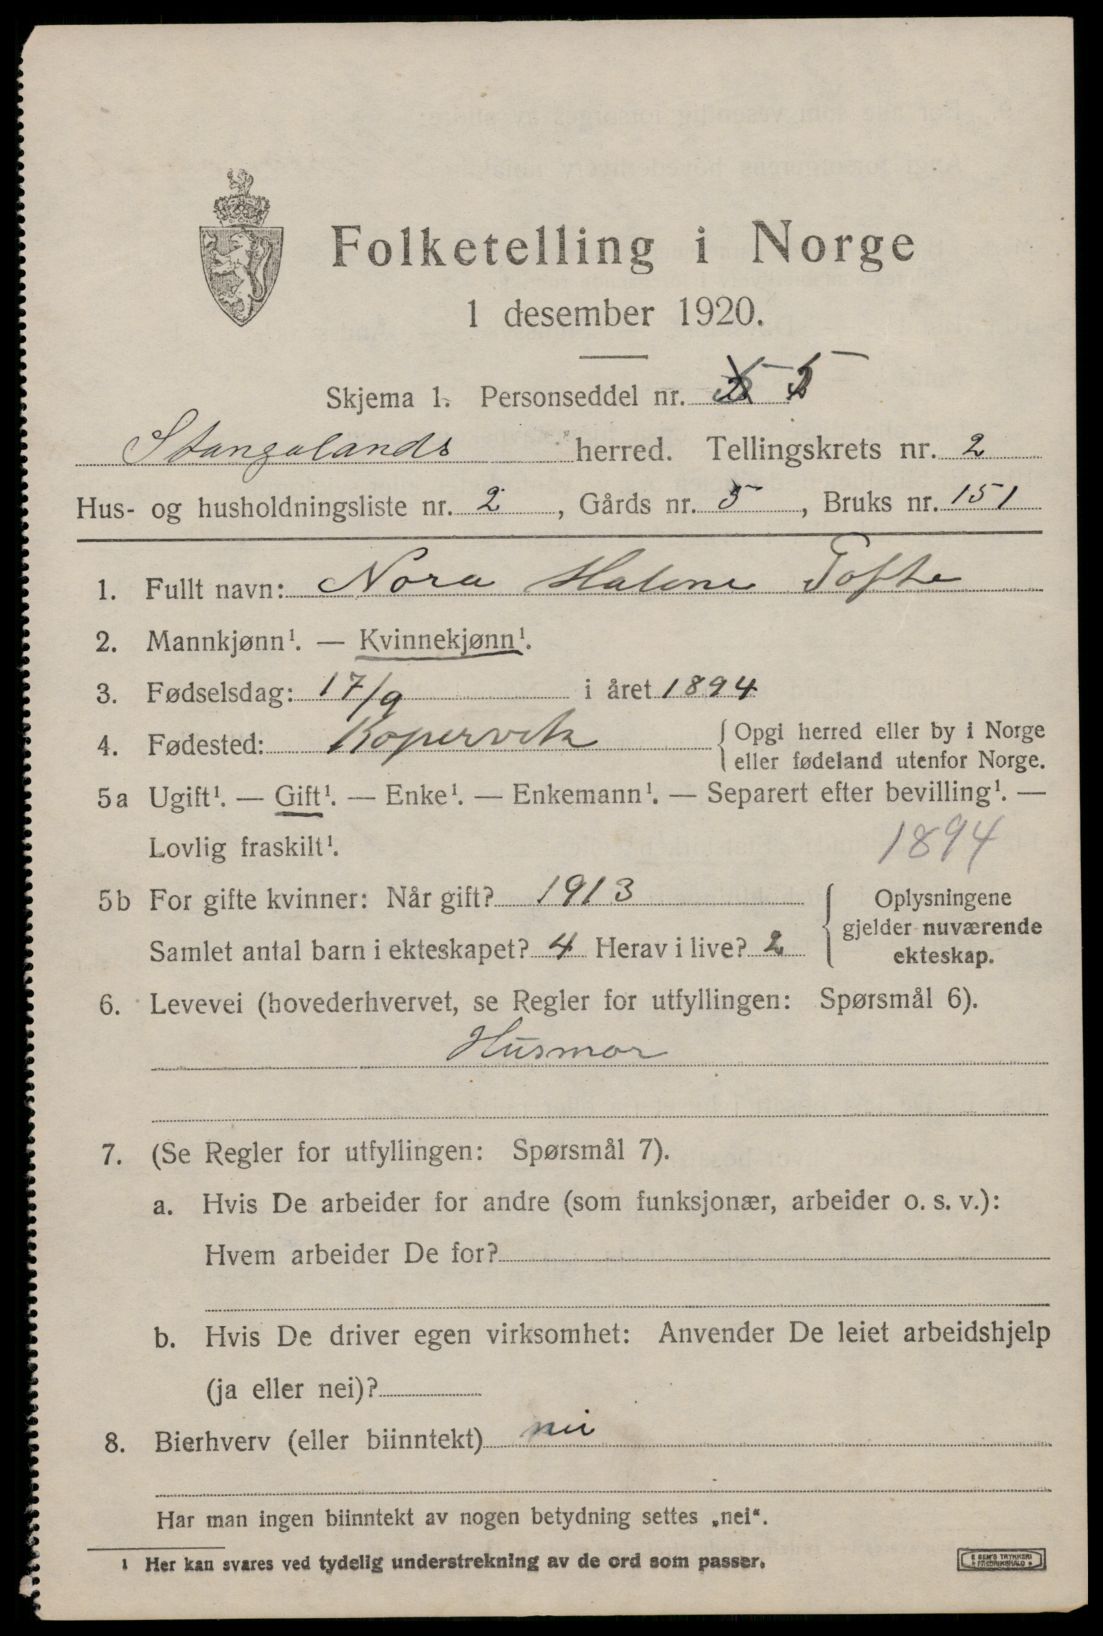 Folketelling i Norge
1 desember 1920.
Skjema 1. Personseddel nr. 5
Stangalands herred. Tellingskrets nr. 2
Hus- og husholdningsliste nr. 2, Gårds nr. 5, Bruks nr. 151
1. Fullt navn: Nora Halene Tofte
2. Mannkjønn¹. — Kvinnekjønn¹.
3. Fødselsdag: 17/9 i året 1894
4. Fødested: Kopervik { Opgi herred eller by i Norge
eller fødeland utenfor Norge.
5a Ugift¹. — Gift¹. — Enke¹. — Enkemann¹. — Separert efter bevilling¹. —
Lovlig fraskilt¹. 1894
5b For gifte kvinner: Når gift? 1913
Samlet antal barn i ekteskapet? 4 Herav i live? 2
{ Oplysningene
gjelder nuværende
ekteskap.
6. Levevei (hovederhvervet, se Regler for utfyllingen: Spørsmål 6).
Husmor
7. (Se Regler for utfyllingen: Spørsmål 7).
a. Hvis De arbeider for andre (som funksjonær, arbeider o. s. v.):
Hvem arbeider De for?
b. Hvis De driver egen virksomhet: Anvender De leiet arbeidshjelp
(ja eller nei)?
8. Bierhverv (eller biinntekt) nei
Har man ingen biinntekt av nogen betydning settes „nei“.
¹ Her kan svares ved tydelig understrekning av de ord som passer.
E SEM'S TRYKKERI
FREDRIKSHALD